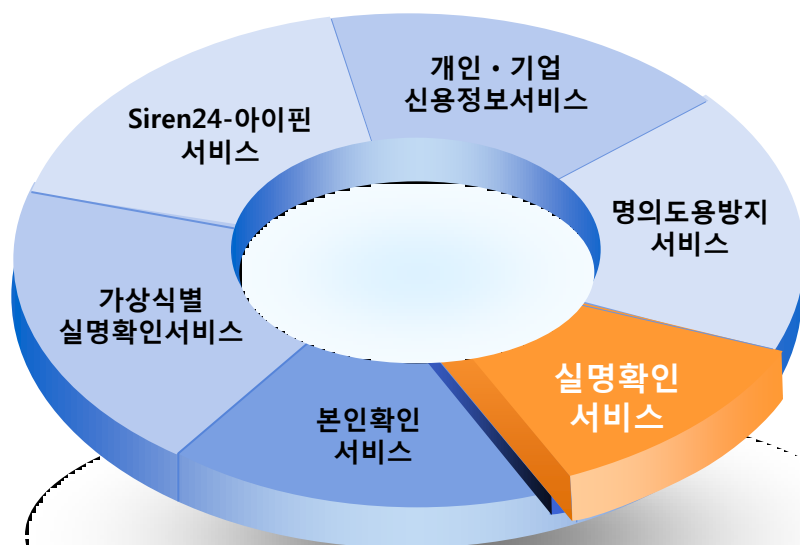 개인 · 기업
신용정보서비스
Siren24-아이핀
서비스
명의도용방지
서비스
가상식별
실명확인서비스
실명확인
서비스
본인확인
서비스